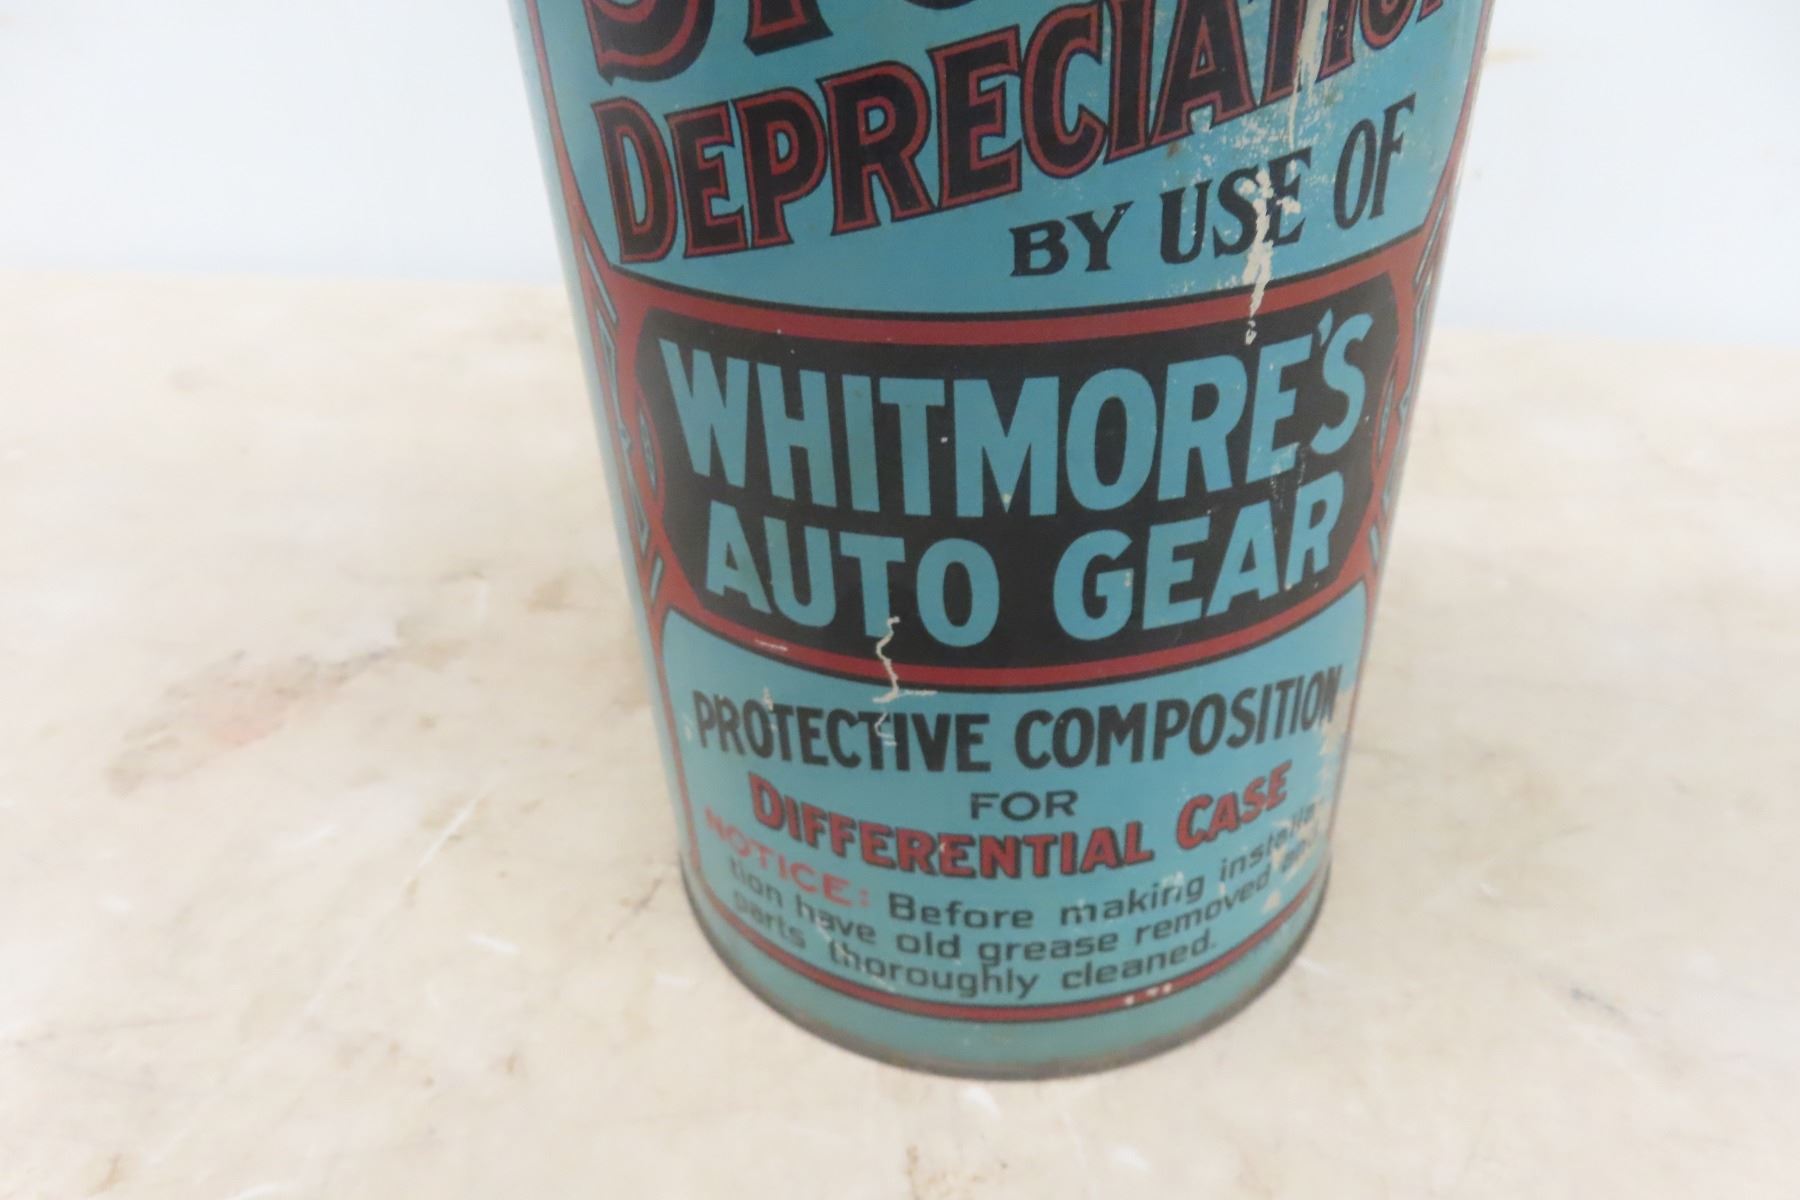 DEPRECIATION
BY USE OF
WHITMORE'S
AUTO GEAR
PROTECTIVE COMPOSITION
FOR
DIFFERENTIAL CASE
NOTICE: Before making installa-
tion have old grease removed and
parts thoroughly cleaned.